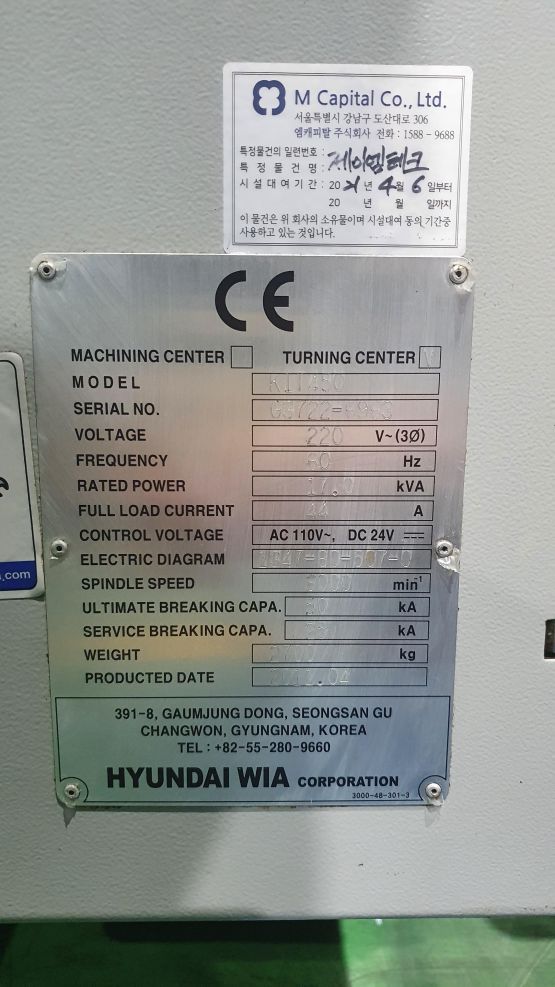 M Capital Co., Ltd.
서울특별시 강남구 도산대로 306
엠캐피탈 주식회사 전화 : 1588 - 9688
특정물건의 일련번호 :
특 정 물 건 명 : 제이엠테크
시 설 대 여 기 간 : 20 21 년 4 월 6 일부터
20 년 월 일까지
이 물건은 위 회사의 소유물이며 시설대여 동의 기간중
사용하고 있는 것입니다.
CE
MACHINING CENTER TURNING CENTER V
MODEL
SERIAL NO.
VOLTAGE 220 V~(3Ø)
FREQUENCY 60 Hz
RATED POWER kVA
FULL LOAD CURRENT 44 A
CONTROL VOLTAGE AC 110V~, DC 24V
ELECTRIC DIAGRAM
SPINDLE SPEED min⁻¹
ULTIMATE BREAKING CAPA. kA
SERVICE BREAKING CAPA. kA
WEIGHT kg
PRODUCTED DATE
391-8, GAUMJUNG DONG, SEONGSAN GU
CHANGWON, GYUNGNAM, KOREA
TEL : +82-55-280-9660
HYUNDAI WIA CORPORATION
3000-48-301-3
.com